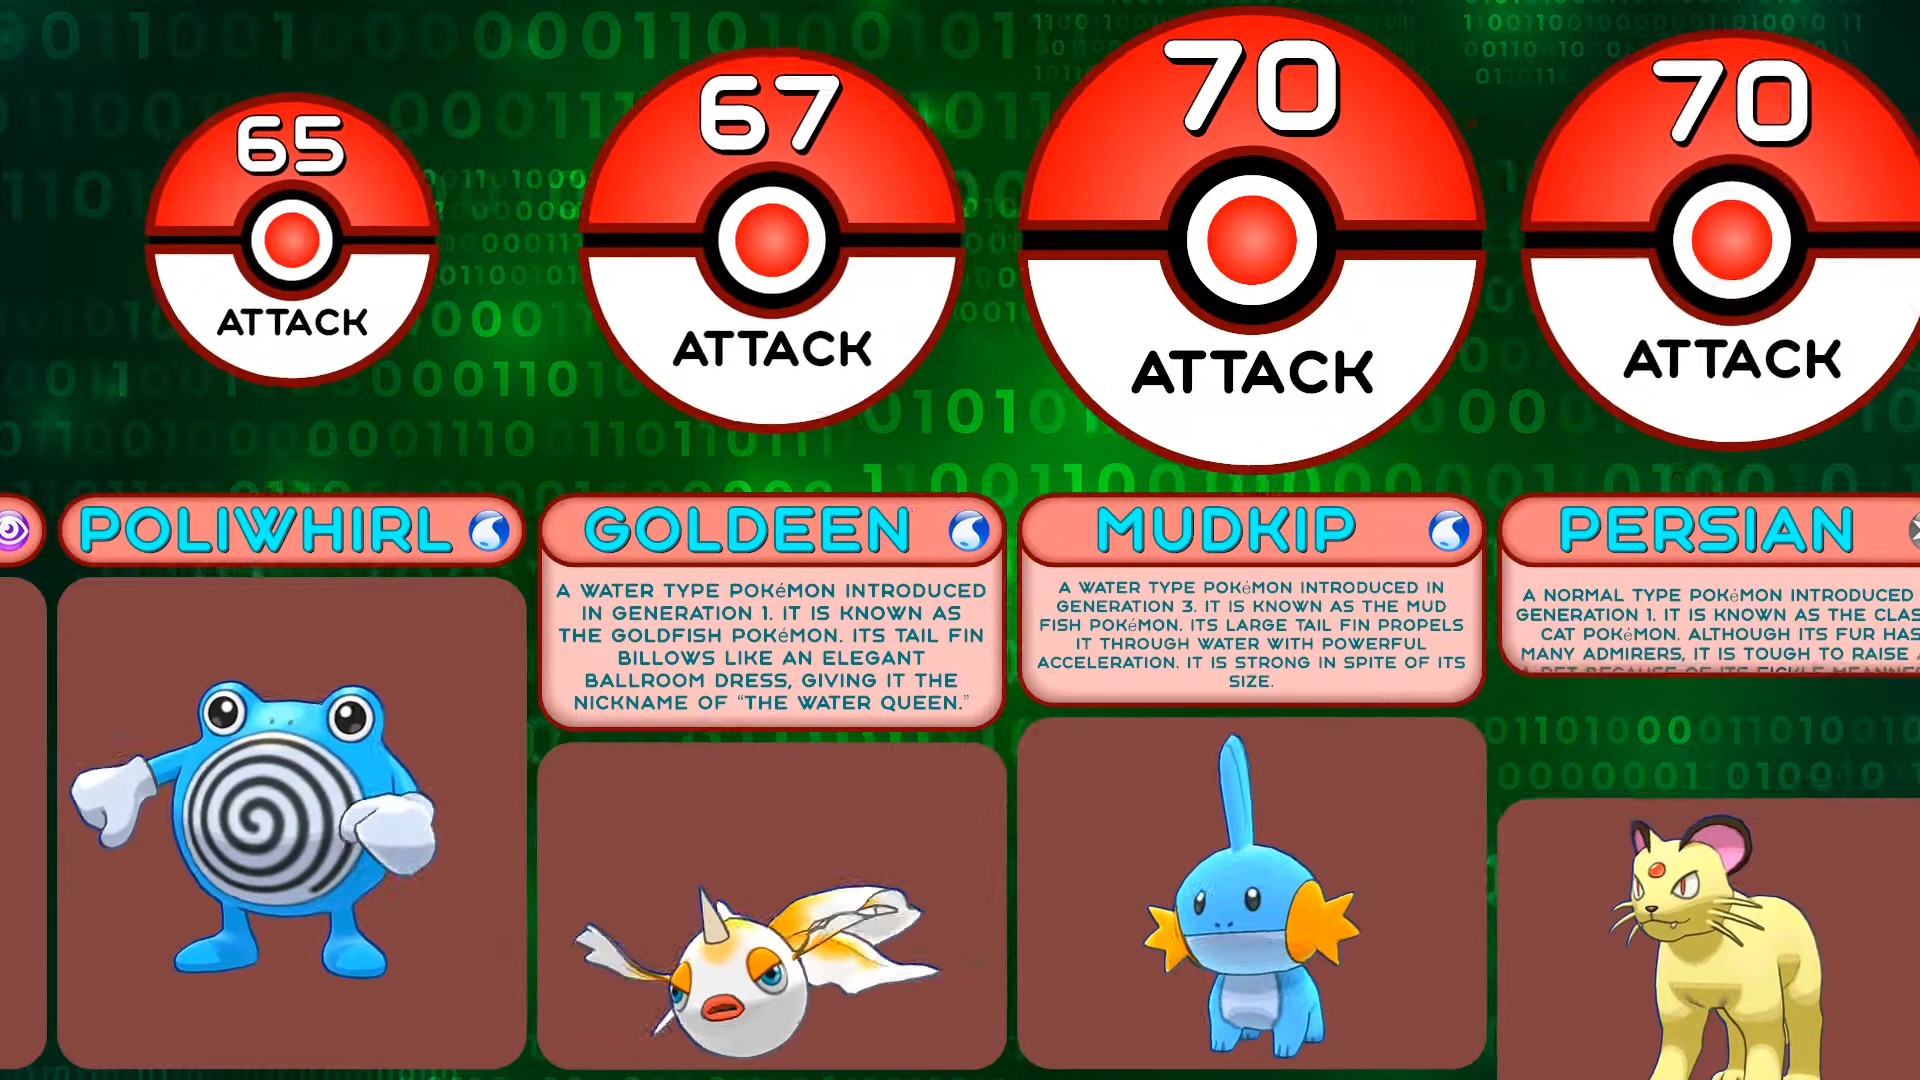 65
ATTACK
67
ATTACK
70
ATTACK
70
ATTACK
POLIWHIRL
GOLDEEN
A WATER TYPE POKéMON INTRODUCED
IN GENERATION 1. IT IS KNOWN AS
THE GOLDFISH POKéMON. ITS TAIL FIN
BILLOWS LIKE AN ELEGANT
BALLROOM DRESS, GIVING IT THE
NICKNAME OF “THE WATER QUEEN.”
MUDKIP
A WATER TYPE POKéMON INTRODUCED IN
GENERATION 3. IT IS KNOWN AS THE MUD
FISH POKéMON. ITS LARGE TAIL FIN PROPELS
IT THROUGH WATER WITH POWERFUL
ACCELERATION. IT IS STRONG IN SPITE OF ITS
SIZE.
PERSIAN
A NORMAL TYPE POKéMON INTRODUCED
GENERATION 1. IT IS KNOWN AS THE CLAS
CAT POKéMON. ALTHOUGH ITS FUR HAS
MANY ADMIRERS, IT IS TOUGH TO RAISE